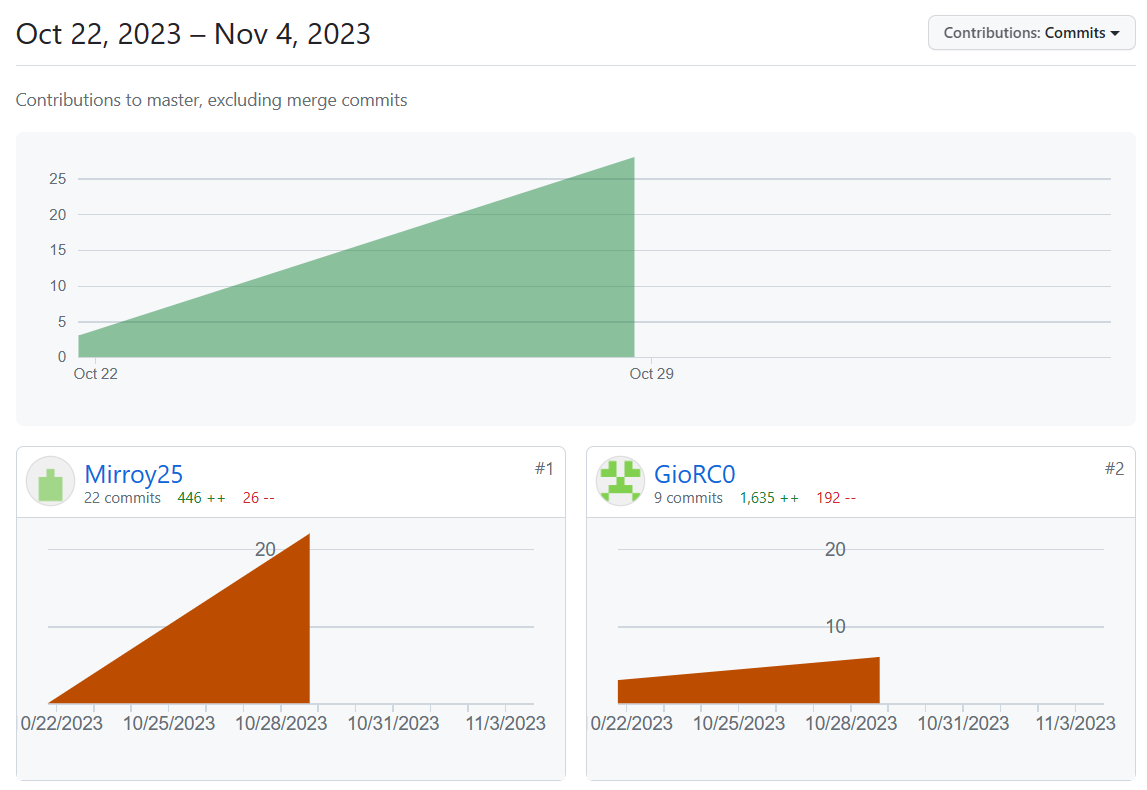 Oct 22, 2023 – Nov 4, 2023
Contributions: Commits
Contributions to master, excluding merge commits
25
20
15
10
5
0
Oct 22 Oct 29
Mirroy25 #1
22 commits 446 ++ 26 --
20
0/22/2023 10/25/2023 10/28/2023 10/31/2023 11/3/2023
GioRC0 #2
9 commits 1,635 ++ 192 --
20
10
0/22/2023 10/25/2023 10/28/2023 10/31/2023 11/3/2023